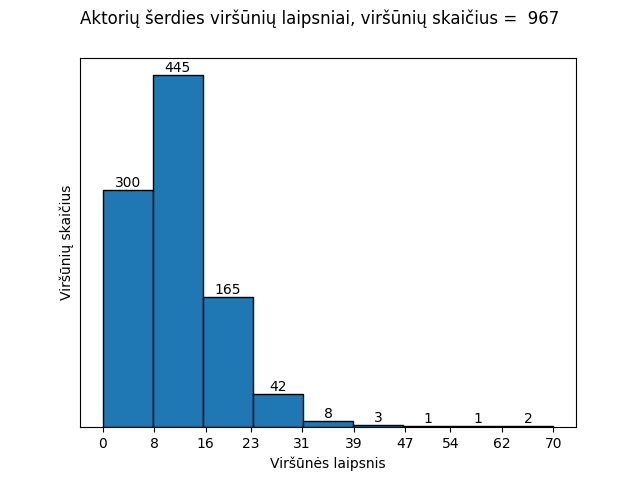 Aktorių šerdies viršūnių laipsniai, viršūnių skaičius =  967
445
300
165
42
8
3
1
1
2
Viršūnių skaičius
0 8 16 23 31 39 47 54 62 70
Viršūnės laipsnis